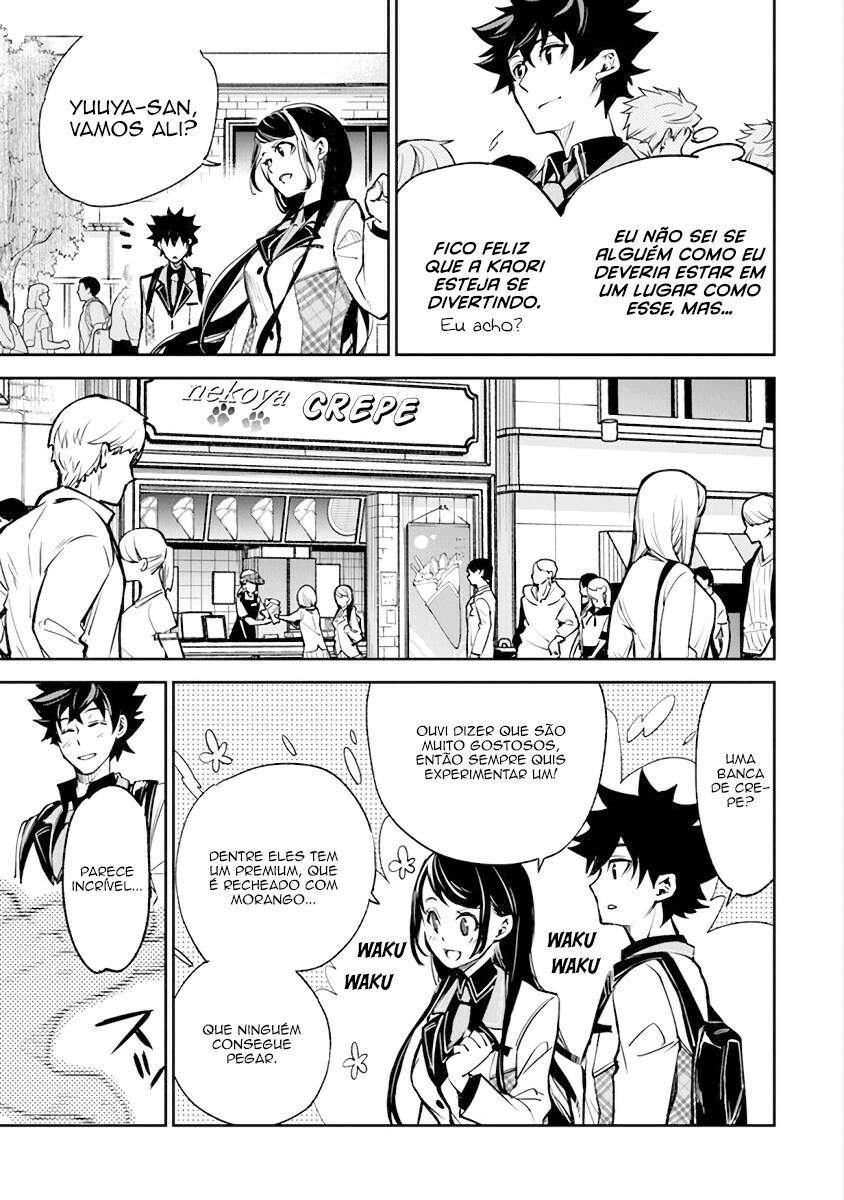 EU NÃO SEI SE
ALGUÉM COMO EU
DEVERIA ESTAR EM
UM LUGAR COMO
ESSE, MAS...
FICO FELIZ
QUE A KAORI
ESTEJA SE
DIVERTINDO.
Eu acho?
YUUYA-SAN,
VAMOS ALI?
nekoya CREPE
UMA
BANCA
DE CRE-
PE?
OUVI DIZER QUE SÃO
MUITO GOSTOSOS,
ENTÃO SEMPRE QUIS
EXPERIMENTAR UM!
DENTRE ELES TEM
UM PREMIUM, QUE
É RECHEADO COM
MORANGO...
WAKU
WAKU
WAKU
WAKU
QUE NINGUÉM
CONSEGUE
PEGAR.
PARECE
INCRÍVEL...
ズズ